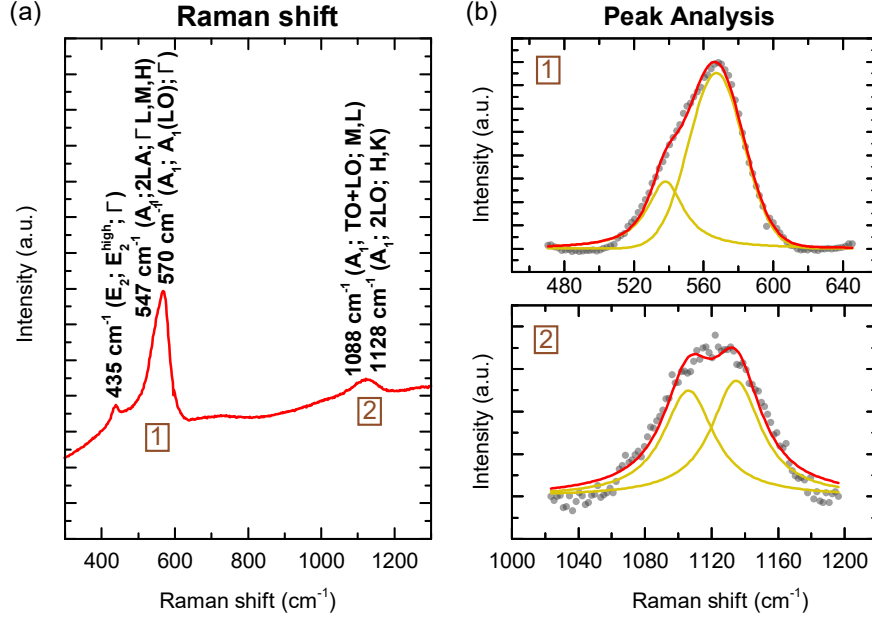 (a)
Raman shift
Intensity (a.u.)
435 cm⁻¹ (E₂; E₂ʰⁱᵍʰ; Γ)
547 cm⁻¹ (A₁;2LA; Γ L,M,H)
570 cm⁻¹ (A₁; A₁(LO); Γ)
1088 cm⁻¹ (A₁; TO+LO; M,L)
1128 cm⁻¹ (A₁; 2LO; H,K)
1
2
400 600 800 1000 1200
Raman shift (cm⁻¹)
(b)
Peak Analysis
1
Intensity (a.u.)
480 520 560 600 640
2
Intensity (a.u.)
1000 1040 1080 1120 1160 1200
Raman shift (cm⁻¹)